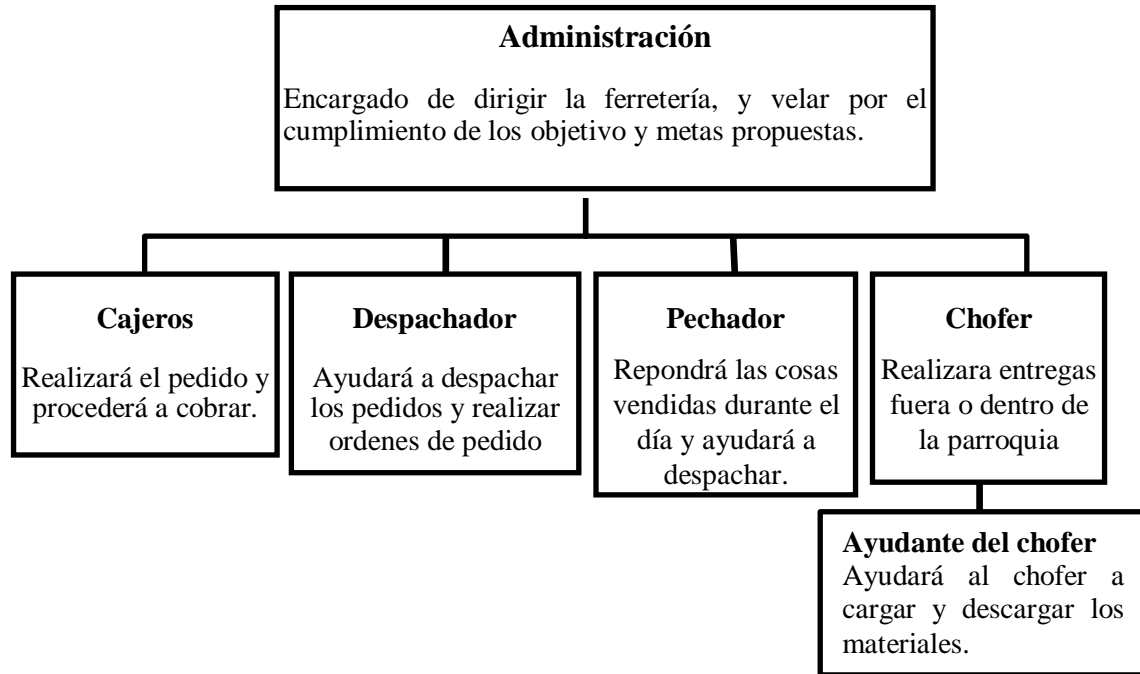 Administración
Encargado de dirigir la ferretería, y velar por el
cumplimiento de los objetivo y metas propuestas.
Cajeros
Realizará el pedido y
procederá a cobrar.
Despachador
Ayudará a despachar
los pedidos y realizar
ordenes de pedido
Pechador
Repondrá las cosas
vendidas durante el
día y ayudará a
despachar.
Chofer
Realizara entregas
fuera o dentro de
la parroquia
Ayudante del chofer
Ayudará al chofer a
cargar y descargar los
materiales.